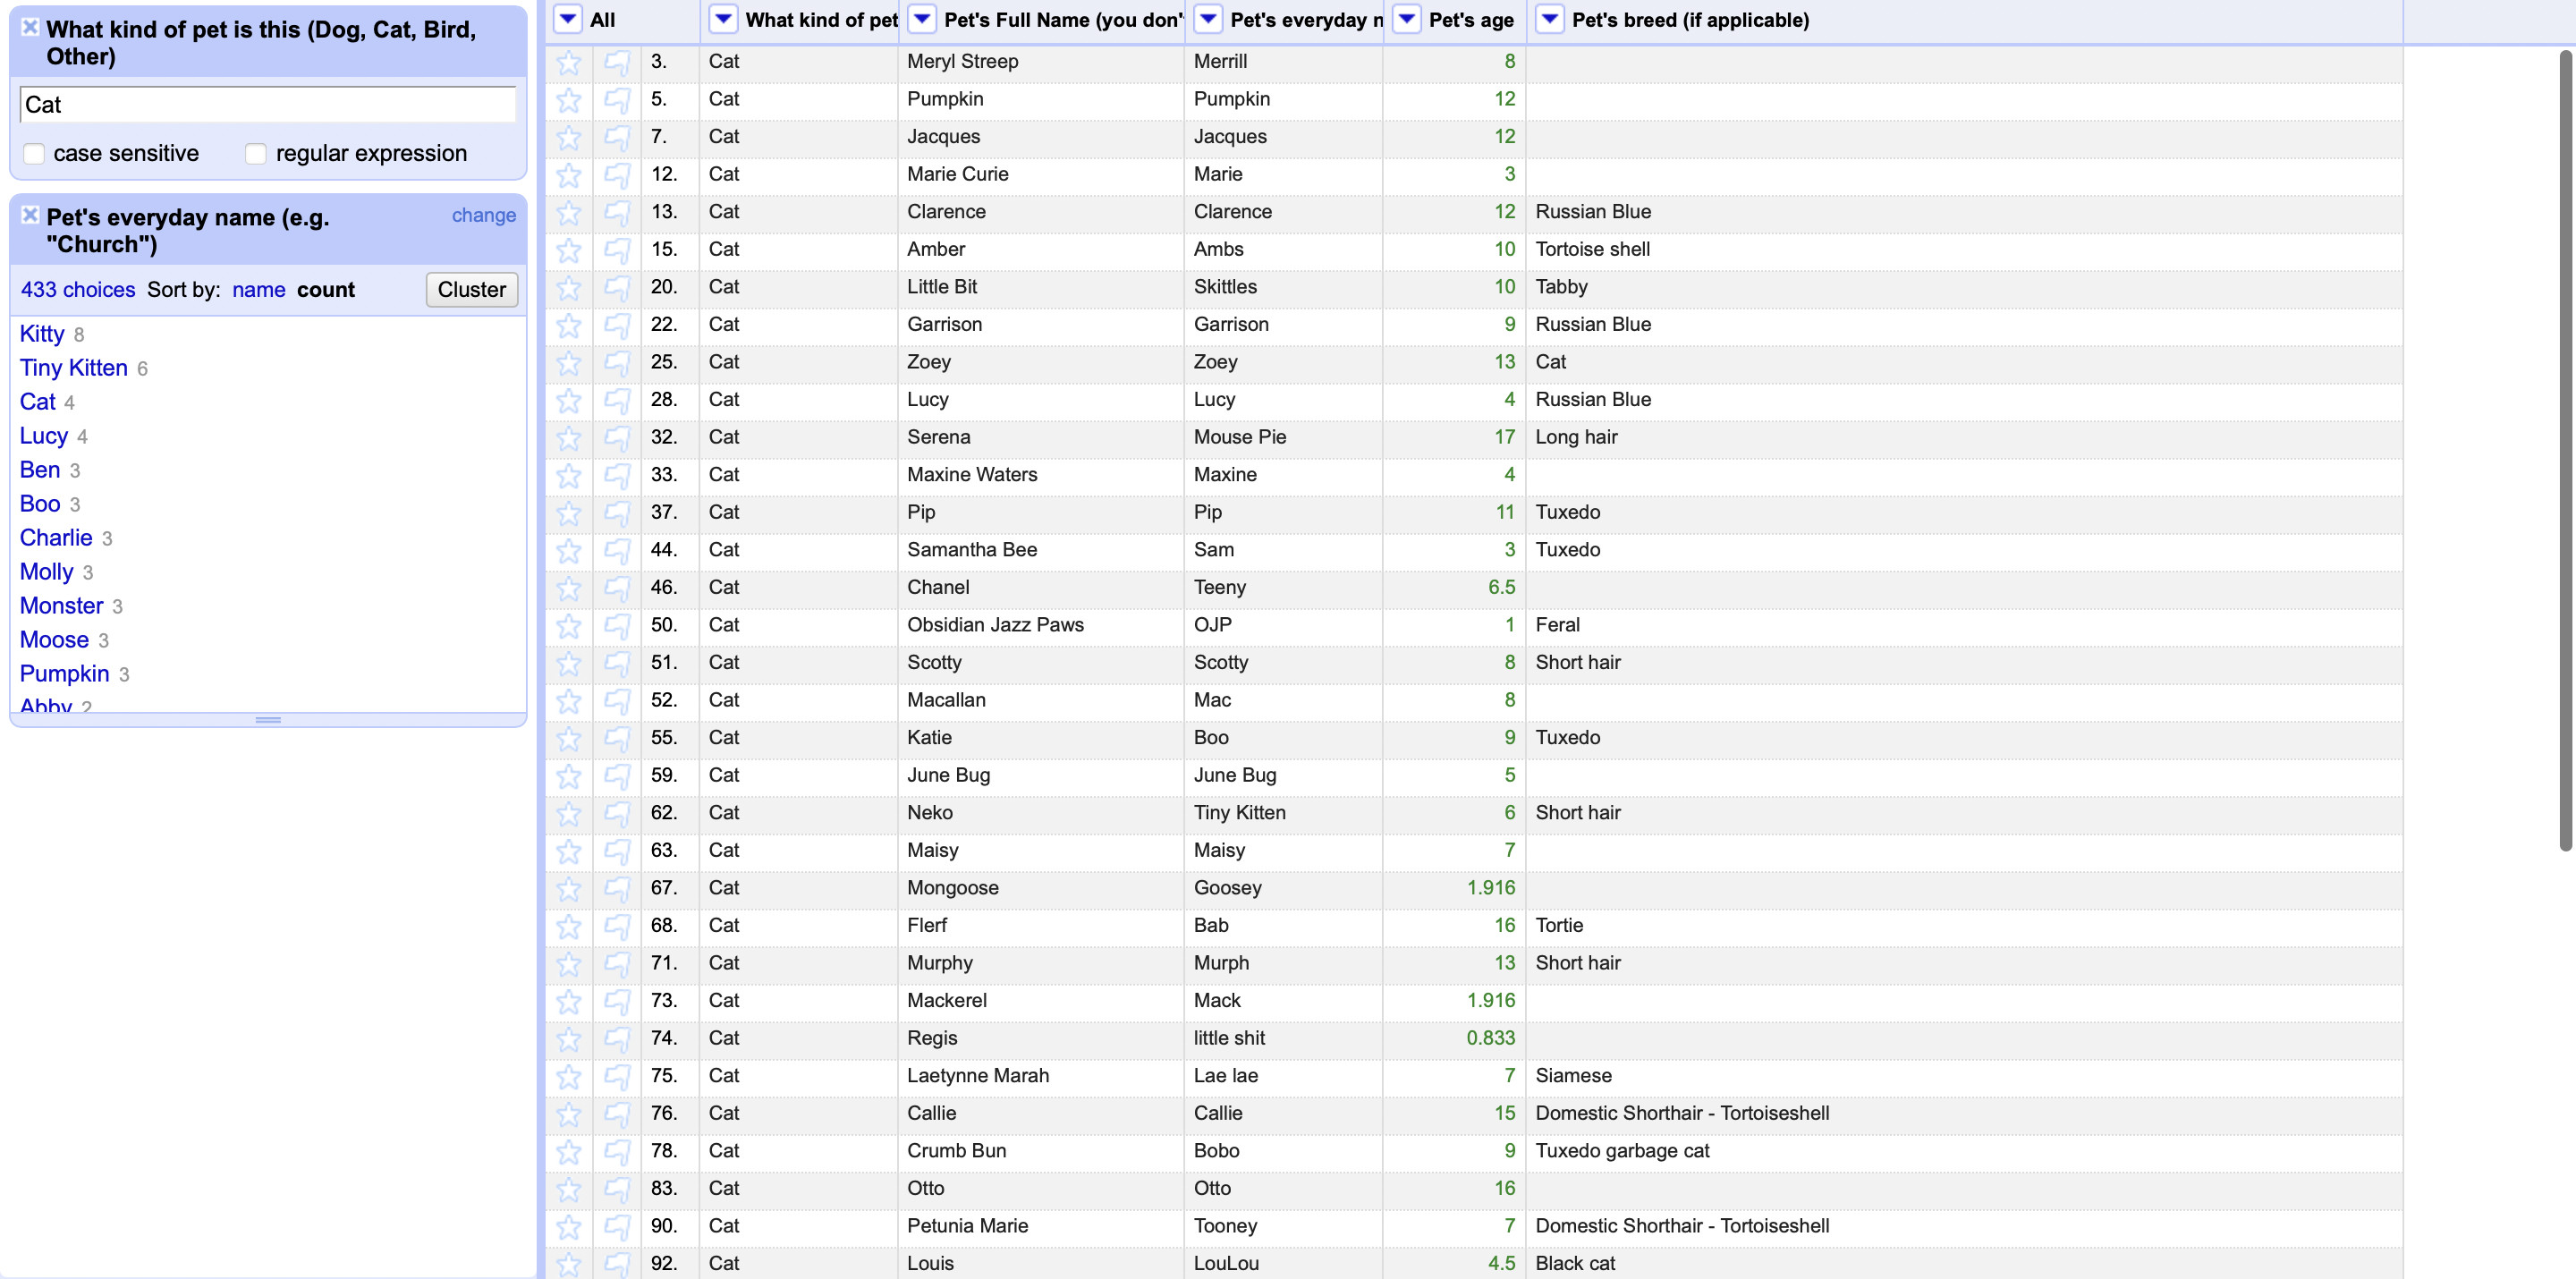 What kind of pet is this (Dog, Cat, Bird,
Other)
Cat
case sensitive regular expression
Pet's everyday name (e.g. change
"Church")
433 choices Sort by: name count Cluster
Kitty 8
Tiny Kitten 6
Cat 4
Lucy 4
Ben 3
Boo 3
Charlie 3
Molly 3
Monster 3
Moose 3
Pumpkin 3
Abby 2
All What kind of pet Pet's Full Name (you don' Pet's everyday n Pet's age Pet's breed (if applicable)
3. Cat Meryl Streep Merrill 8
5. Cat Pumpkin Pumpkin 12
7. Cat Jacques Jacques 12
12. Cat Marie Curie Marie 3
13. Cat Clarence Clarence 12 Russian Blue
15. Cat Amber Ambs 10 Tortoise shell
20. Cat Little Bit Skittles 10 Tabby
22. Cat Garrison Garrison 9 Russian Blue
25. Cat Zoey Zoey 13 Cat
28. Cat Lucy Lucy 4 Russian Blue
32. Cat Serena Mouse Pie 17 Long hair
33. Cat Maxine Waters Maxine 4
37. Cat Pip Pip 11 Tuxedo
44. Cat Samantha Bee Sam 3 Tuxedo
46. Cat Chanel Teeny 6.5
50. Cat Obsidian Jazz Paws OJP 1 Feral
51. Cat Scotty Scotty 8 Short hair
52. Cat Macallan Mac 8
55. Cat Katie Boo 9 Tuxedo
59. Cat June Bug June Bug 5
62. Cat Neko Tiny Kitten 6 Short hair
63. Cat Maisy Maisy 7
67. Cat Mongoose Goosey 1.916
68. Cat Flerf Bab 16 Tortie
71. Cat Murphy Murph 13 Short hair
73. Cat Mackerel Mack 1.916
74. Cat Regis little shit 0.833
75. Cat Laetynne Marah Lae lae 7 Siamese
76. Cat Callie Callie 15 Domestic Shorthair - Tortoiseshell
78. Cat Crumb Bun Bobo 9 Tuxedo garbage cat
83. Cat Otto Otto 16
90. Cat Petunia Marie Tooney 7 Domestic Shorthair - Tortoiseshell
92. Cat Louis LouLou 4.5 Black cat